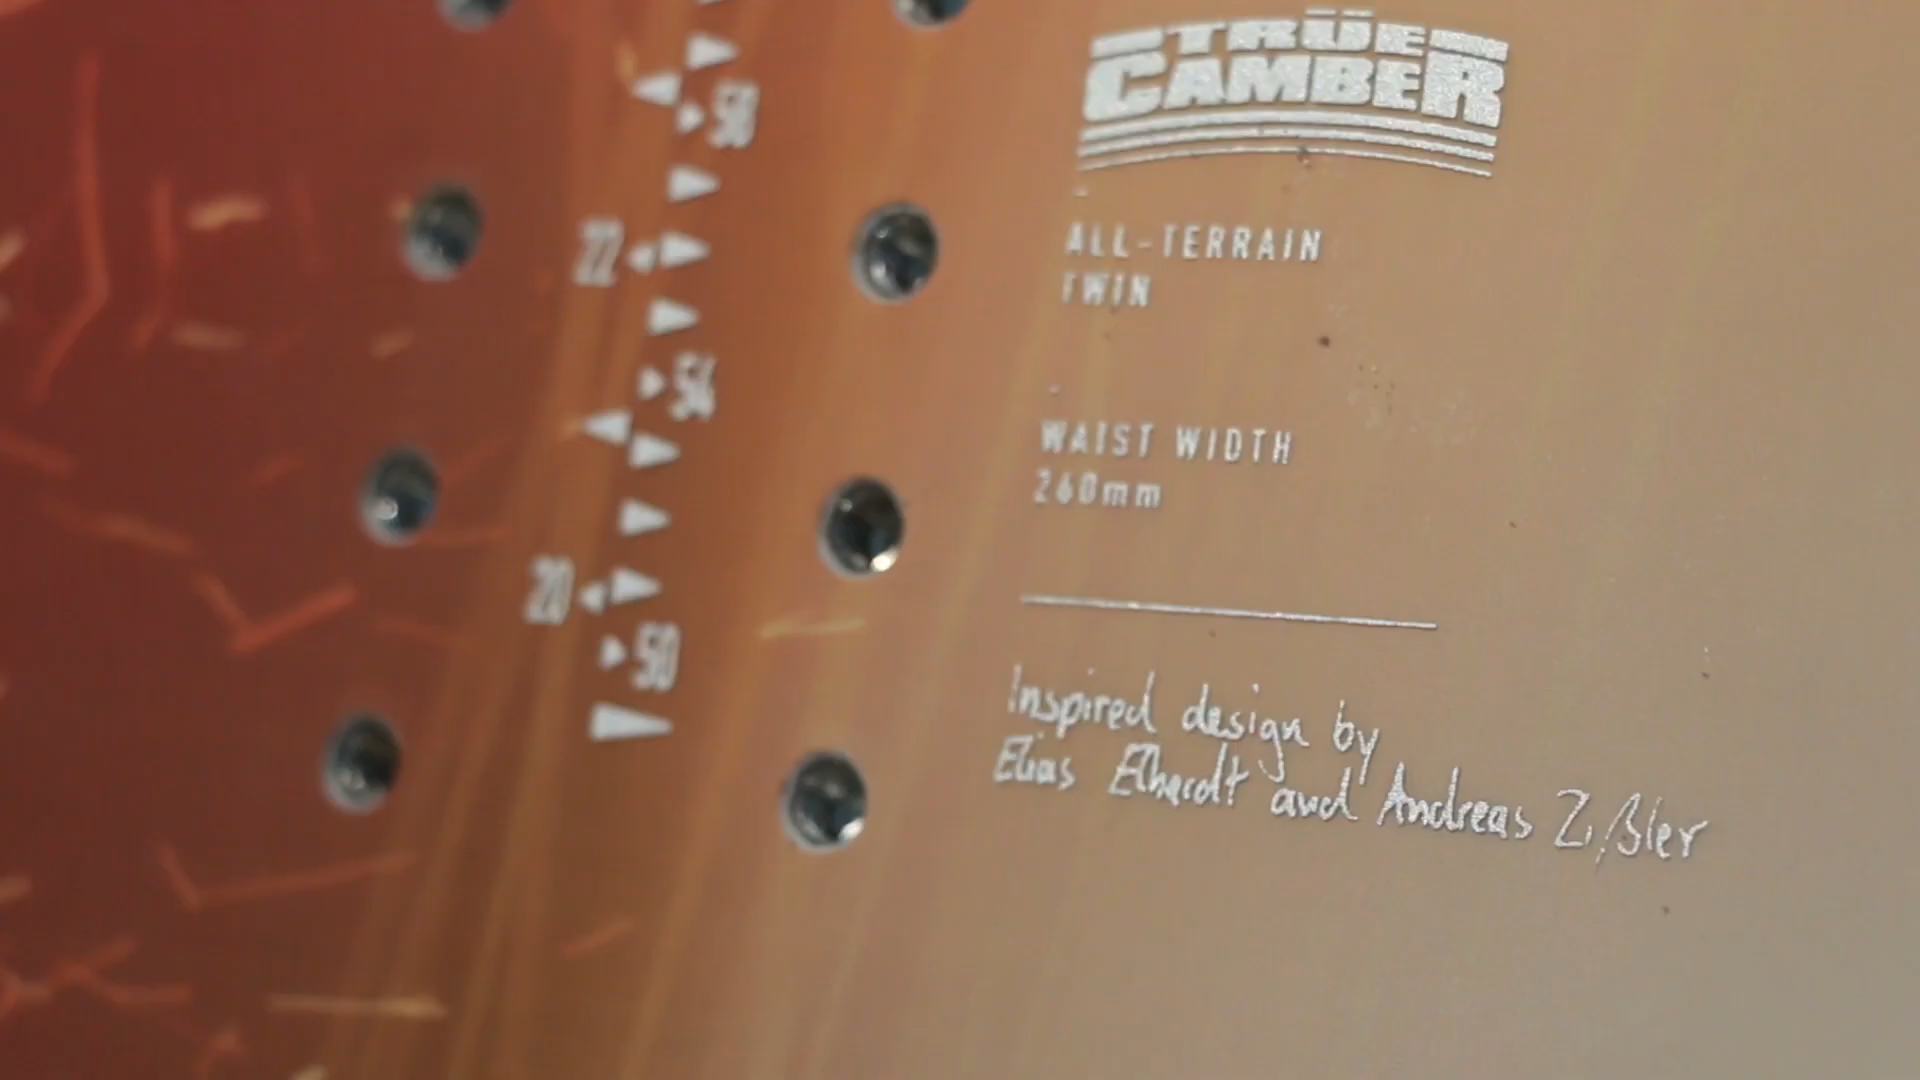 TRÜE
CAMBER
58
ALL-TERRAIN
22
TWIN
54
WAIST WIDTH
260mm
20
50
Inspired design by
Elias Elhardt and Andreas Zißler